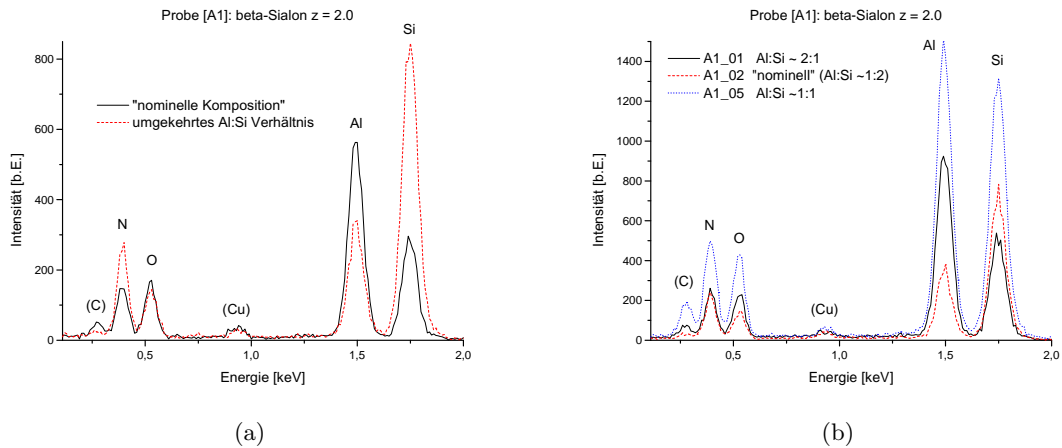 Probe [A1]: beta-Sialon z = 2.0
Si
800
"nominelle Komposition"
umgekehrtes Al:Si Verhältnis
Al
600
Intensität [b.E.]
400
N
O
200
(C)
(Cu)
0
0,5
1,0
1,5
2,0
Energie [keV]
(a)
Probe [A1]: beta-Sialon z = 2.0
Al
A1_01 Al:Si ~ 2:1
A1_02 "nominell" (Al:Si ~1:2)
A1_05 Al:Si ~1:1
Si
1400
1200
1000
800
600
400
200
0
Intensität [b.E.]
N
O
(C)
(Cu)
0,5
1,0
1,5
2,0
Energie [keV]
(b)